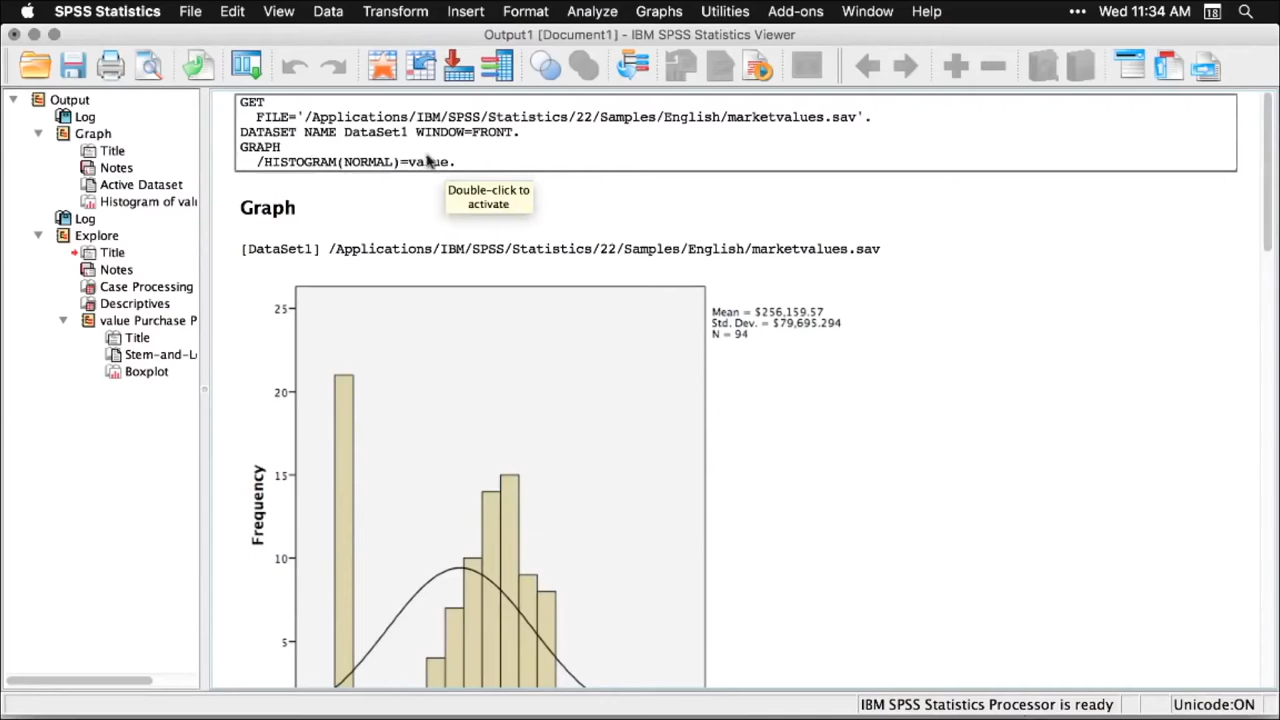 SPSS Statistics File Edit View Data Transform Insert Format Analyze Graphs Utilities Add-ons Window Help ••• Wed 11:34 AM 18
Output1 [Document1] - IBM SPSS Statistics Viewer
Output
Log
Graph
Title
Notes
Active Dataset
Histogram of valu
Log
Explore
Title
Notes
Case Processing
Descriptives
value Purchase P
Title
Stem-and-Le
Boxplot
GET
FILE='/Applications/IBM/SPSS/Statistics/22/Samples/English/marketvalues.sav'.
DATASET NAME DataSet1 WINDOW=FRONT.
GRAPH
/HISTOGRAM(NORMAL)=value.
Double-click to
activate
Graph
[DataSet1] /Applications/IBM/SPSS/Statistics/22/Samples/English/marketvalues.sav
Mean = $256,159.57
Std. Dev. = $79,695.294
N = 94
25
20
15
10
5
Frequency
IBM SPSS Statistics Processor is ready Unicode:ON